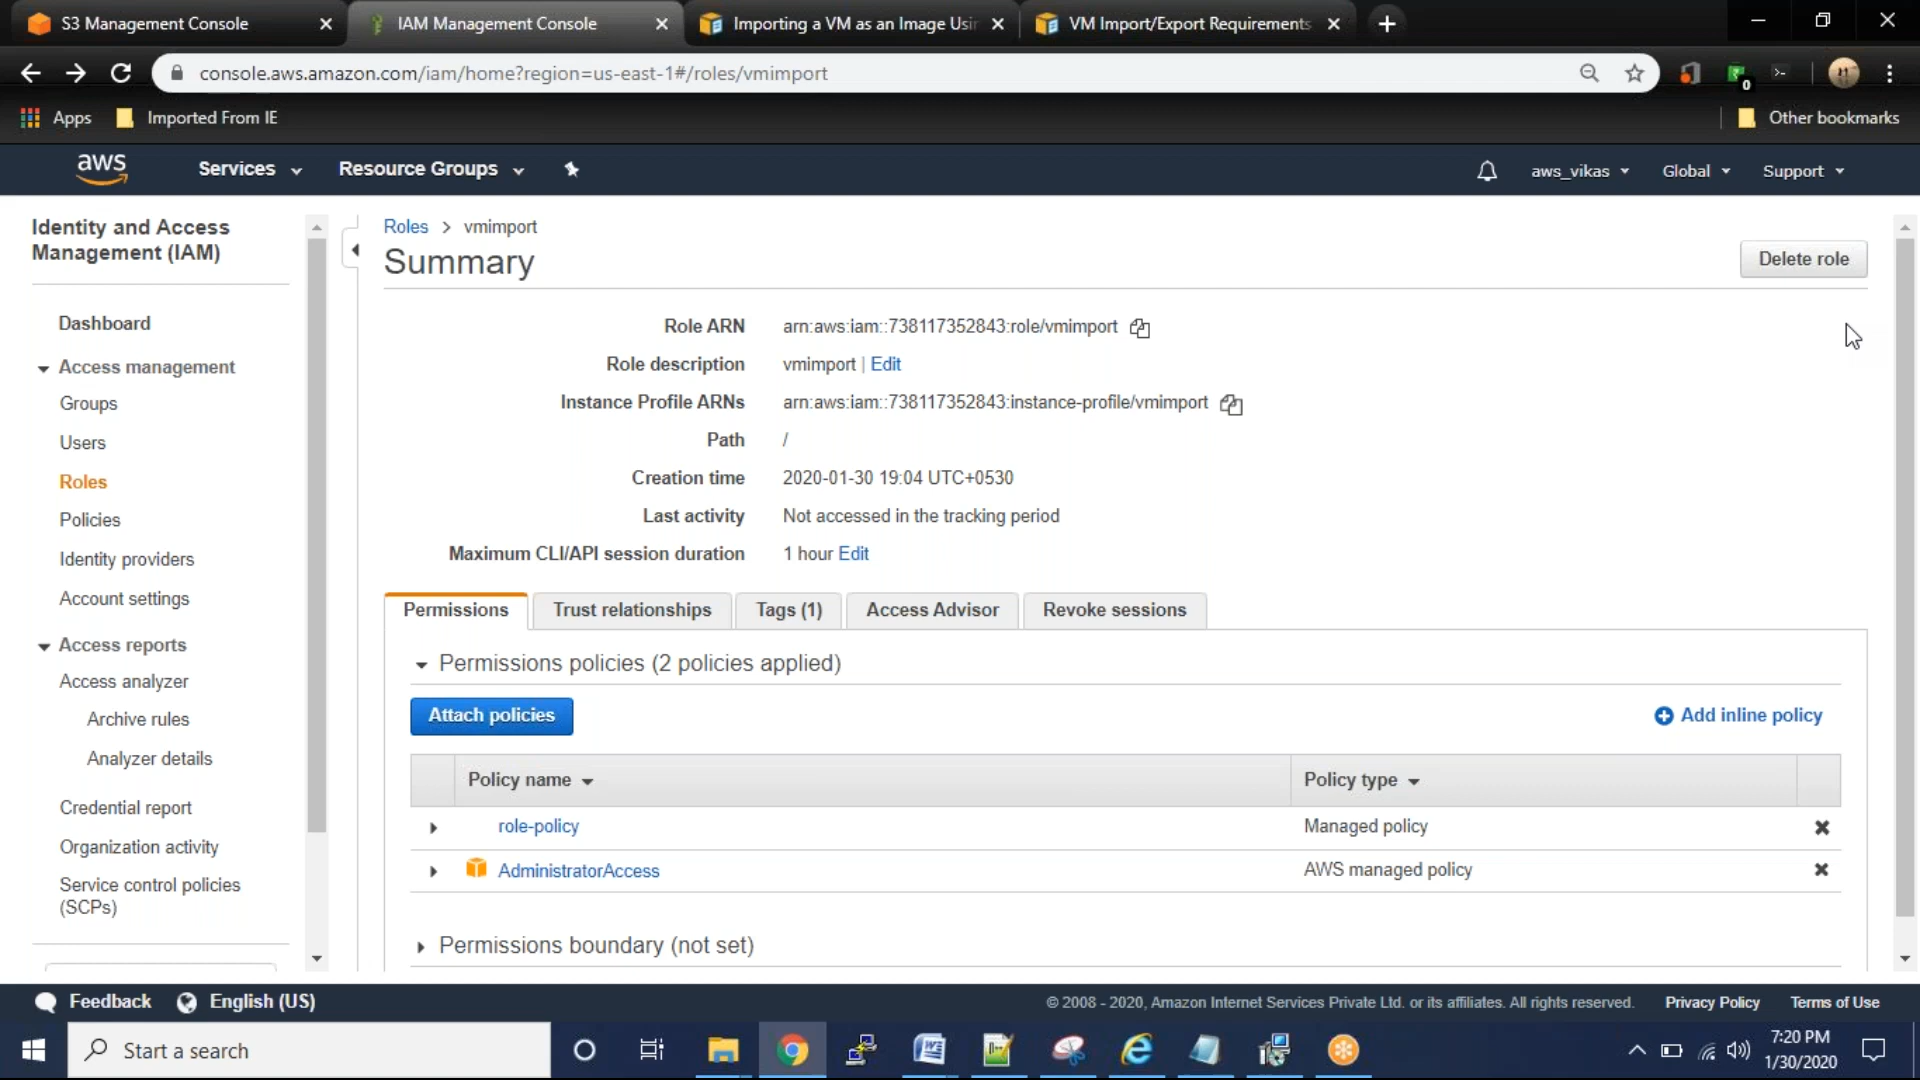 S3 Management Console
IAM Management Console
Importing a VM as an Image Usi
VM Import/Export Requirements
console.aws.amazon.com/iam/home?region=us-east-1#/roles/vmimport
0
Apps
Imported From IE
Other bookmarks
aws
Services
Resource Groups
aws_vikas
Global
Support
Identity and Access
Management (IAM)
Dashboard
Access management
Groups
Users
Roles
Policies
Identity providers
Account settings
Access reports
Access analyzer
Archive rules
Analyzer details
Credential report
Organization activity
Service control policies
(SCPs)
Roles > vmimport
Summary
Delete role
Role ARN arn:aws:iam::738117352843:role/vmimport
Role description vmimport | Edit
Instance Profile ARNs arn:aws:iam::738117352843:instance-profile/vmimport
Path /
Creation time 2020-01-30 19:04 UTC+0530
Last activity Not accessed in the tracking period
Maximum CLI/API session duration 1 hour Edit
Permissions
Trust relationships
Tags (1)
Access Advisor
Revoke sessions
Permissions policies (2 policies applied)
Attach policies
Add inline policy
Policy name
Policy type
role-policy
Managed policy
AdministratorAccess
AWS managed policy
Permissions boundary (not set)
Feedback
English (US)
© 2008 - 2020, Amazon Internet Services Private Ltd. or its affiliates. All rights reserved.
Privacy Policy
Terms of Use
Start a search
7:20 PM
1/30/2020